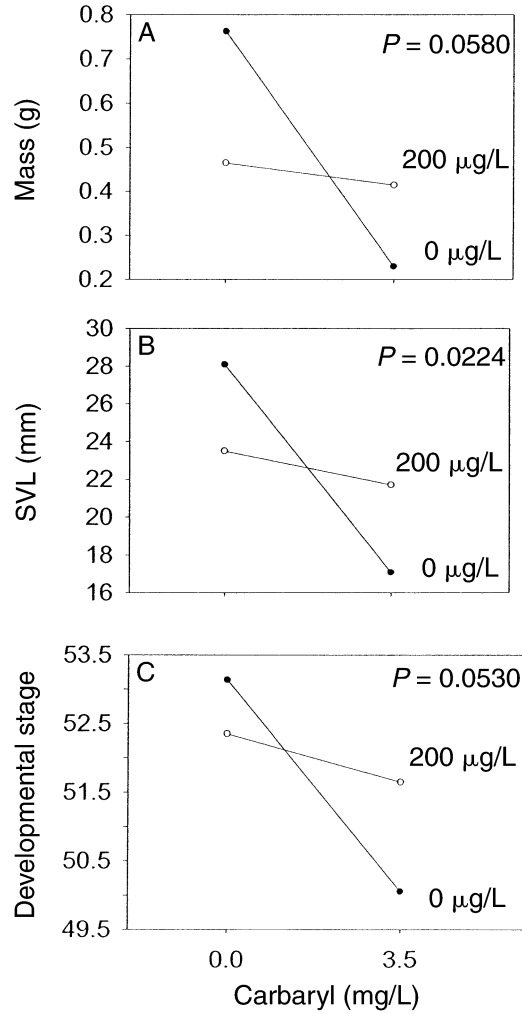 A
P = 0.0580
Mass (g)
0.8
0.7
0.6
0.5
0.4
0.3
0.2
200 µg/L
0 µg/L
B
P = 0.0224
SVL (mm)
30
28
26
24
22
20
18
16
200 µg/L
0 µg/L
C
P = 0.0530
Developmental stage
53.5
52.5
51.5
50.5
49.5
200 µg/L
0 µg/L
0.0
3.5
Carbaryl (mg/L)